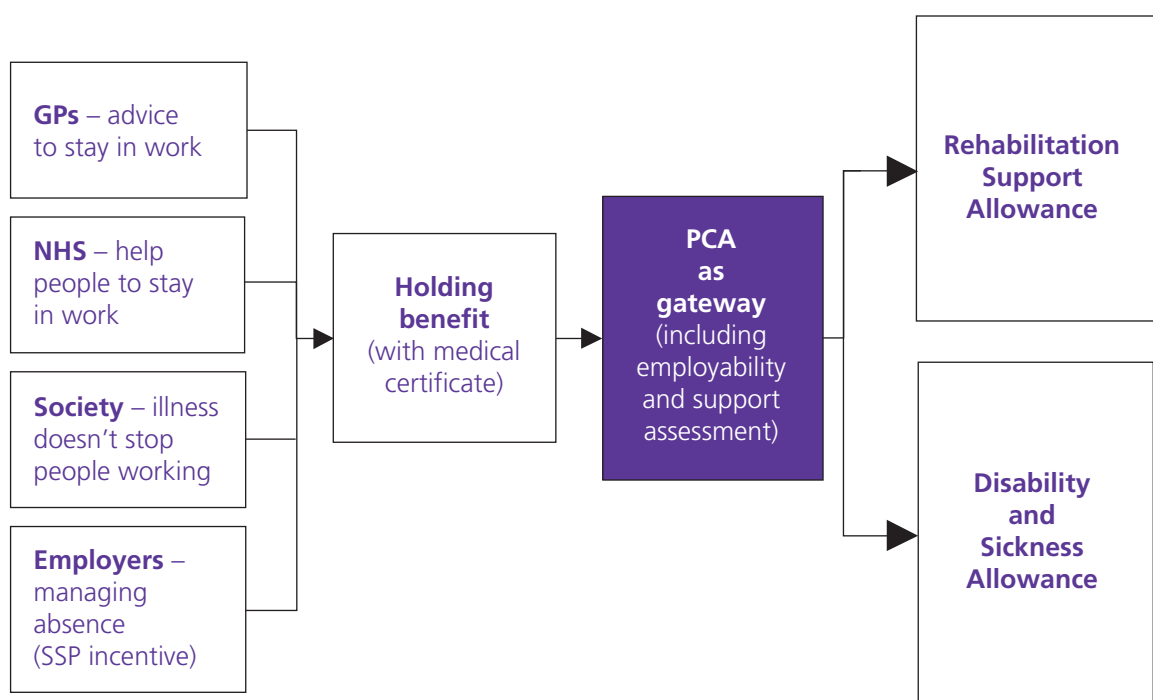 GPs – advice
to stay in work
NHS – help
people to stay
in work
Society – illness
doesn't stop
people working
Employers –
managing
absence
(SSP incentive)
Holding
benefit
(with medical
certificate)
PCA
as
gateway
(including
employability
and support
assessment)
Rehabilitation
Support
Allowance
Disability
and
Sickness
Allowance